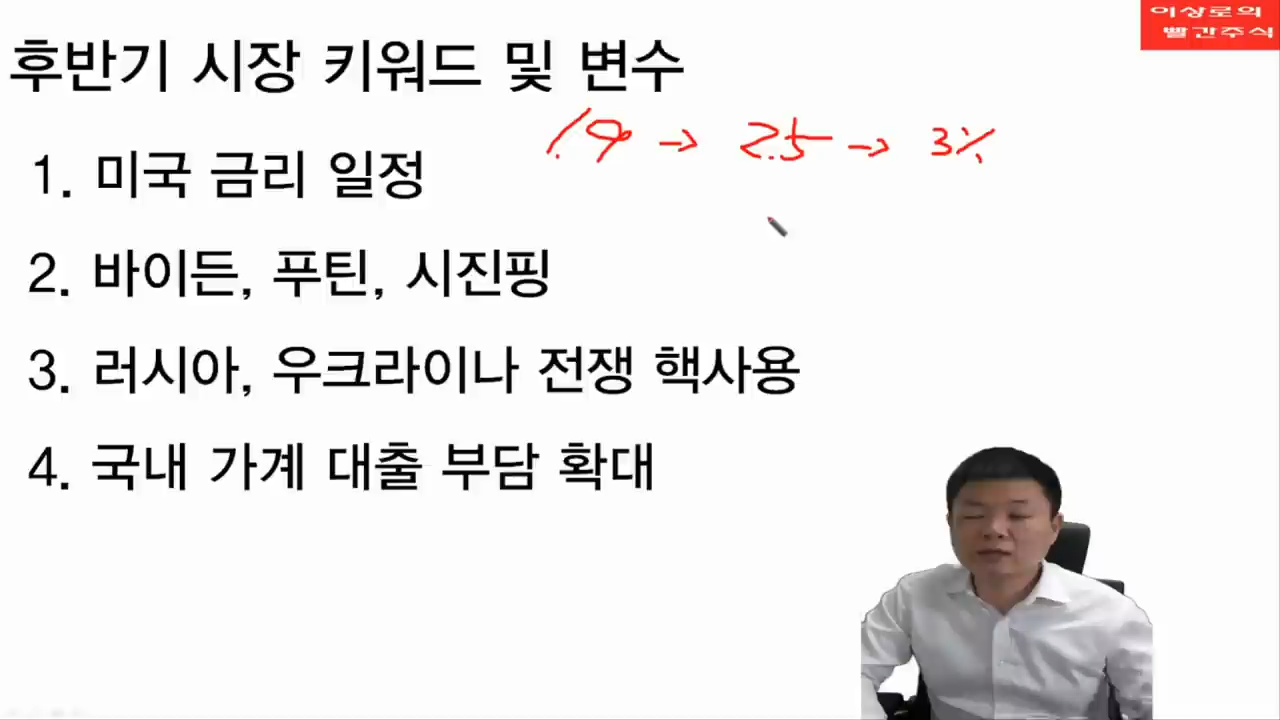 이상로의
빨간주식
후반기 시장 키워드 및 변수
1.9 → 2.5 → 3%
1. 미국 금리 일정
2. 바이든, 푸틴, 시진핑
3. 러시아, 우크라이나 전쟁 핵사용
4. 국내 가계 대출 부담 확대